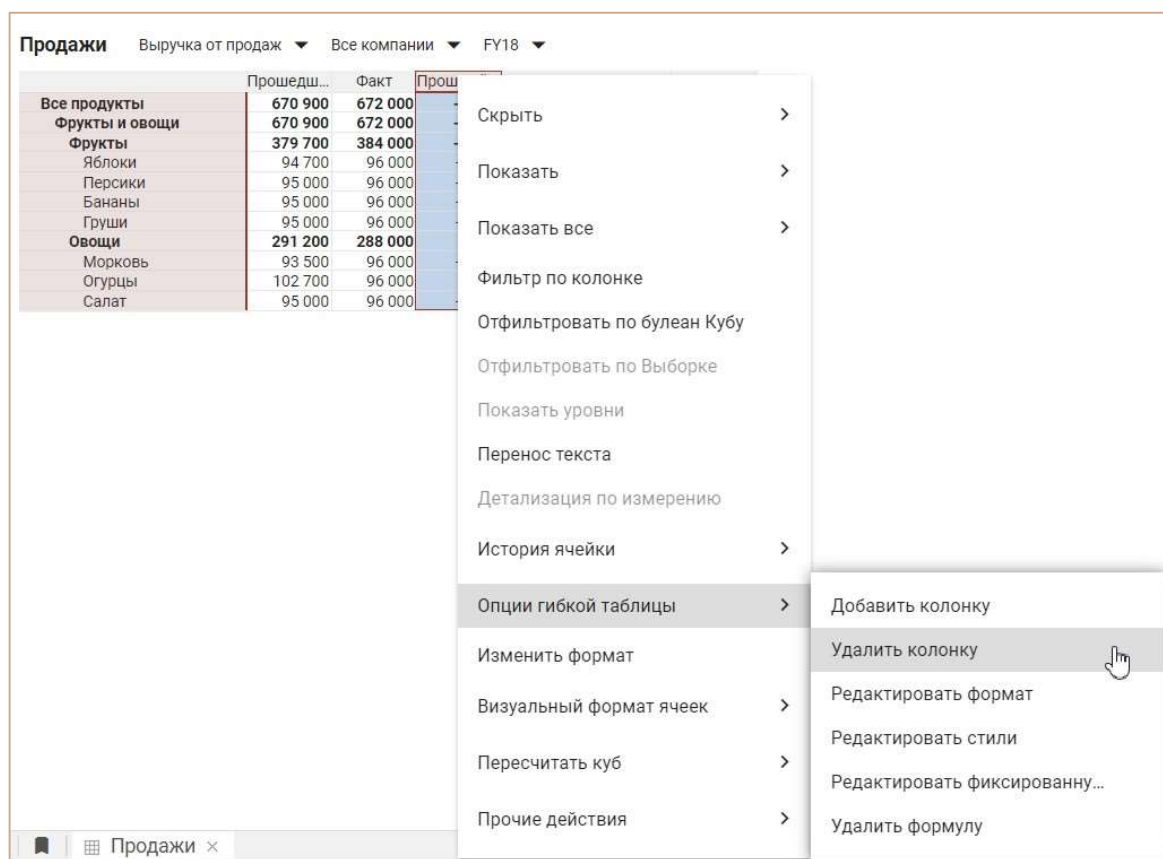 Продажи Выручка от продаж Все компании FY18
Прошедш... Факт Прош
Все продукты 670 900 672 000 -
Фрукты и овощи 670 900 672 000 -
Фрукты 379 700 384 000 -
Яблоки 94 700 96 000 -
Персики 95 000 96 000 -
Бананы 95 000 96 000 -
Груши 95 000 96 000 -
Овощи 291 200 288 000
Морковь 93 500 96 000 -
Огурцы 102 700 96 000
Салат 95 000 96 000 -
Скрыть
Показать
Показать все
Фильтр по колонке
Отфильтровать по булеан Кубу
Отфильтровать по Выборке
Показать уровни
Перенос текста
Детализация по измерению
История ячейки
Опции гибкой таблицы
Изменить формат
Визуальный формат ячеек
Пересчитать куб
Прочие действия
Добавить колонку
Удалить колонку
Редактировать формат
Редактировать стили
Редактировать фиксированну...
Удалить формулу
Продажи ×